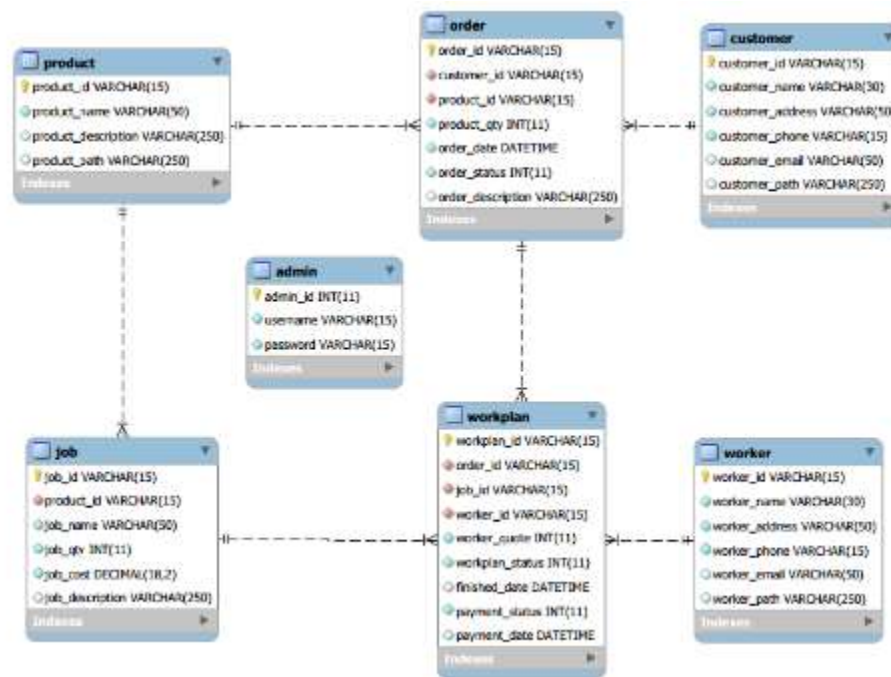 product
product_id VARCHAR(15)
product_name VARCHAR(50)
product_description VARCHAR(250)
product_path VARCHAR(250)
Indexes
order
order_id VARCHAR(15)
customer_id VARCHAR(15)
product_id VARCHAR(15)
product_qty INT(11)
order_date DATETIME
order_status INT(11)
order_description VARCHAR(250)
Indexes
customer
customer_id VARCHAR(15)
customer_name VARCHAR(30)
customer_address VARCHAR(50)
customer_phone VARCHAR(15)
customer_email VARCHAR(50)
customer_path VARCHAR(250)
Indexes
admin
admin_id INT(11)
username VARCHAR(15)
password VARCHAR(15)
Indexes
job
job_id VARCHAR(15)
product_id VARCHAR(15)
job_name VARCHAR(50)
job_qty INT(11)
job_cost DECIMAL(18,2)
job_description VARCHAR(250)
Indexes
workplan
workplan_id VARCHAR(15)
order_id VARCHAR(15)
job_id VARCHAR(15)
worker_id VARCHAR(15)
worker_quote INT(11)
workplan_status INT(11)
finished_date DATETIME
payment_status INT(11)
payment_date DATETIME
Indexes
worker
worker_id VARCHAR(15)
worker_name VARCHAR(30)
worker_address VARCHAR(50)
worker_phone VARCHAR(15)
worker_email VARCHAR(50)
worker_path VARCHAR(250)
Indexes